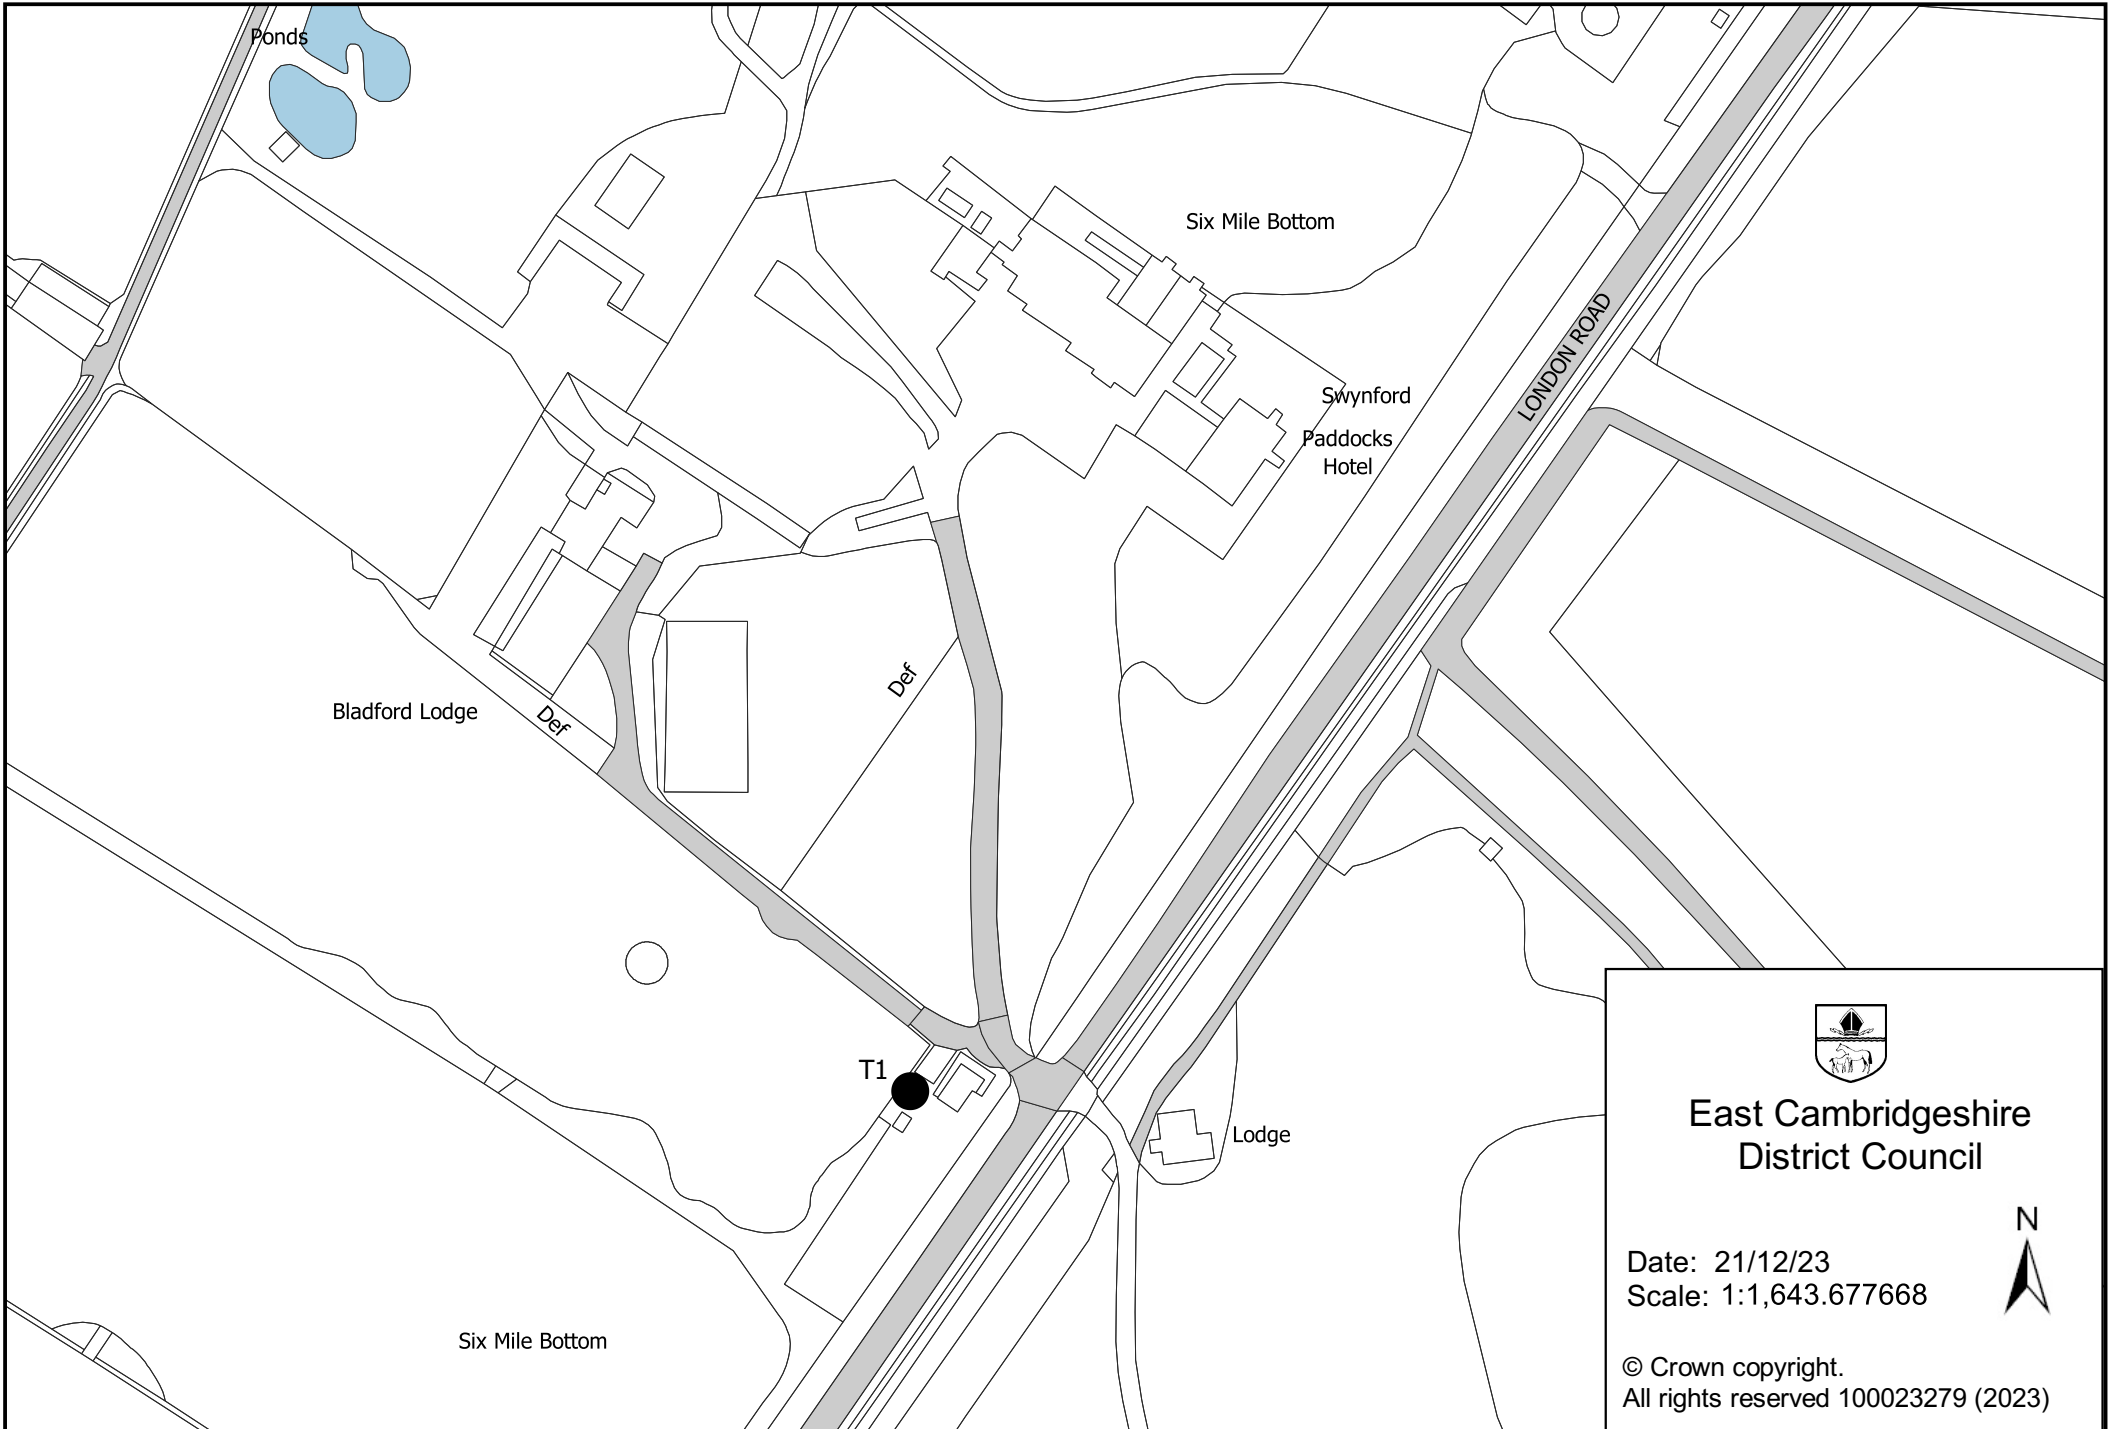 Ponds
Six Mile Bottom
LONDON ROAD
Swynford
Paddocks
Hotel
Def
Bladford Lodge
Def
T1
Lodge
Six Mile Bottom
East Cambridgeshire
District Council
N
Date: 21/12/23
Scale: 1:1,643.677668
© Crown copyright.
All rights reserved 100023279 (2023)